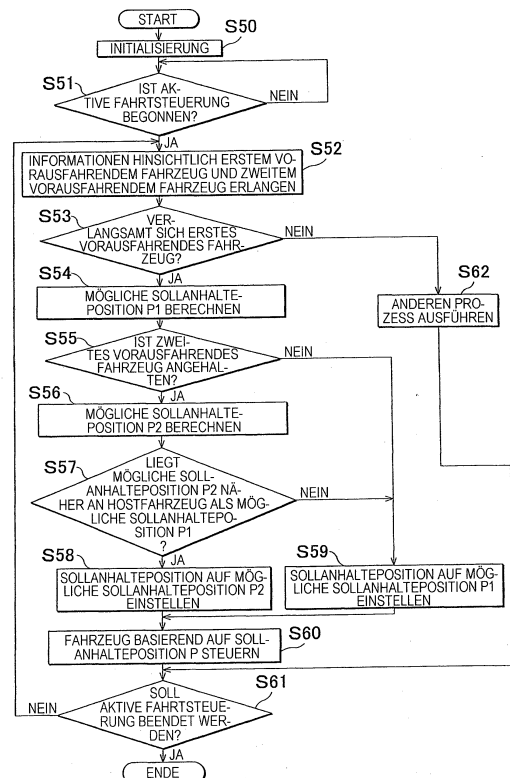 START
S50
INITIALISIERUNG
S51
IST AK-
TIVE FAHRTSTEUERUNG
BEGONNEN?
NEIN
JA
S52
INFORMATIONEN HINSICHTLICH ERSTEM VO-
RAUSFAHRENDEM FAHRZEUG UND ZWEITEM
VORAUSFAHRENDEM FAHRZEUG ERLANGEN
S53
VER-
LANGSAMT SICH ERSTES
VORAUSFAHRENDES FAHR-
ZEUG?
NEIN
JA
S54
MÖGLICHE SOLLANHALTE-
POSITION P1 BERECHNEN
S62
ANDEREN PRO-
ZESS AUSFÜHREN
S55
IST ZWEI-
TES VORAUSFAHRENDES
FAHRZEUG ANGEHAL-
TEN?
NEIN
JA
S56
MÖGLICHE SOLLANHALTE-
POSITION P2 BERECHNEN
S57
LIEGT
MÖGLICHE SOLL-
ANHALTEPOSITION P2 NÄ-
HER AN HOSTFAHRZEUG ALS MÖG-
LICHE SOLLANHALTEPO-
SITION P1
?
NEIN
JA
S58
SOLLANHALTEPOSITION AUF MÖG-
LICHE SOLLANHALTEPOSITION P2
EINSTELLEN
S59
SOLLANHALTEPOSITION AUF MÖG-
LICHE SOLLANHALTEPOSITION P1
EINSTELLEN
S60
FAHRZEUG BASIEREND AUF SOLL-
ANHALTEPOSITION P STEUERN
S61
SOLL
AKTIVE FAHRTSTEUE-
RUNG BEENDET WER-
DEN?
NEIN
JA
ENDE